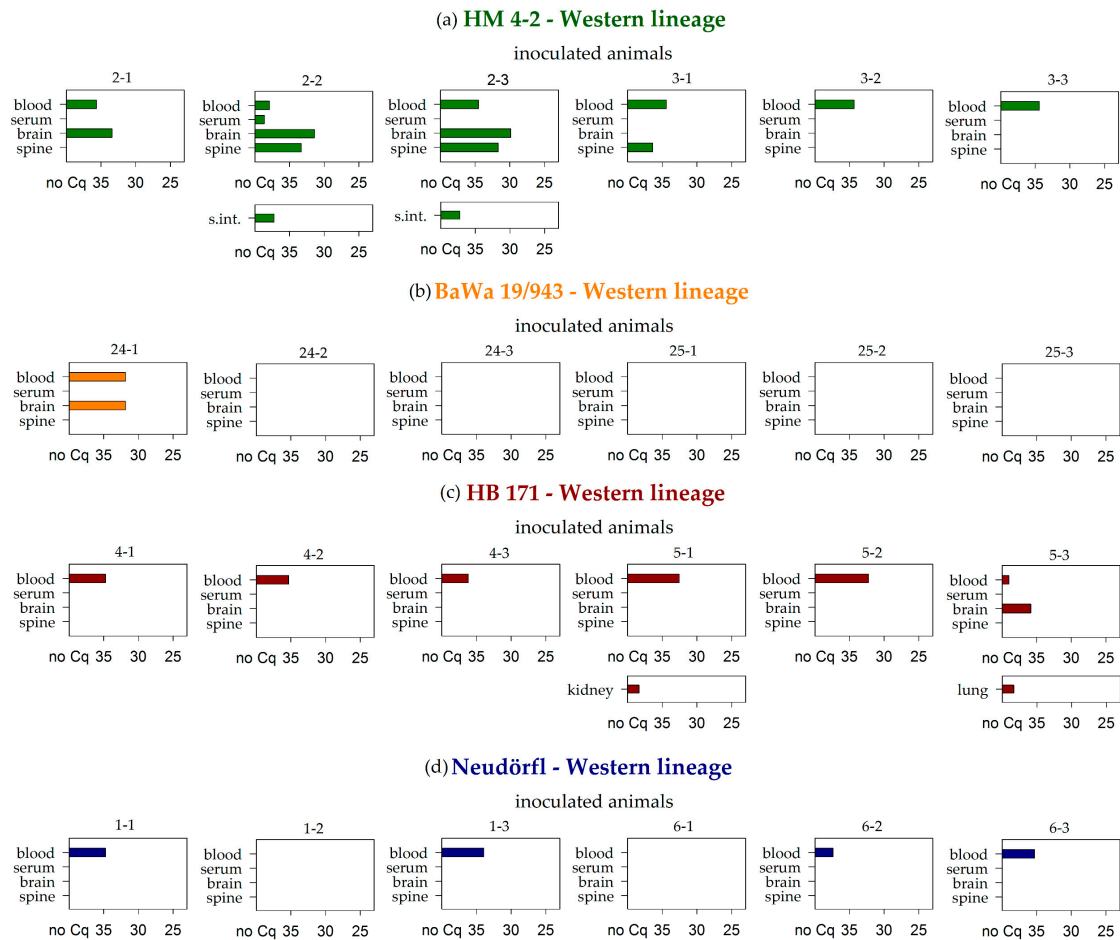 (a) HM 4-2 - Western lineage
inoculated animals
2-1 2-2 2-3 3-1 3-2 3-3
blood blood blood blood blood blood
serum serum serum serum serum serum
brain brain brain brain brain brain
spine spine spine spine spine spine
no Cq 35 30 25 no Cq 35 30 25 no Cq 35 30 25 no Cq 35 30 25 no Cq 35 30 25 no Cq 35 30 25
s.int. s.int.
no Cq 35 30 25 no Cq 35 30 25
(b) BaWa 19/943 - Western lineage
inoculated animals
24-1 24-2 24-3 25-1 25-2 25-3
blood blood blood blood blood blood
serum serum serum serum serum serum
brain brain brain brain brain brain
spine spine spine spine spine spine
no Cq 35 30 25 no Cq 35 30 25 no Cq 35 30 25 no Cq 35 30 25 no Cq 35 30 25 no Cq 35 30 25
(c) HB 171 - Western lineage
inoculated animals
4-1 4-2 4-3 5-1 5-2 5-3
blood blood blood blood blood blood
serum serum serum serum serum serum
brain brain brain brain brain brain
spine spine spine spine spine spine
no Cq 35 30 25 no Cq 35 30 25 no Cq 35 30 25 no Cq 35 30 25 no Cq 35 30 25 no Cq 35 30 25
kidney lung
no Cq 35 30 25 no Cq 35 30 25
(d) Neudörfl - Western lineage
inoculated animals
1-1 1-2 1-3 6-1 6-2 6-3
blood blood blood blood blood blood
serum serum serum serum serum serum
brain brain brain brain brain brain
spine spine spine spine spine spine
no Cq 35 30 25 no Cq 35 30 25 no Cq 35 30 25 no Cq 35 30 25 no Cq 35 30 25 no Cq 35 30 25